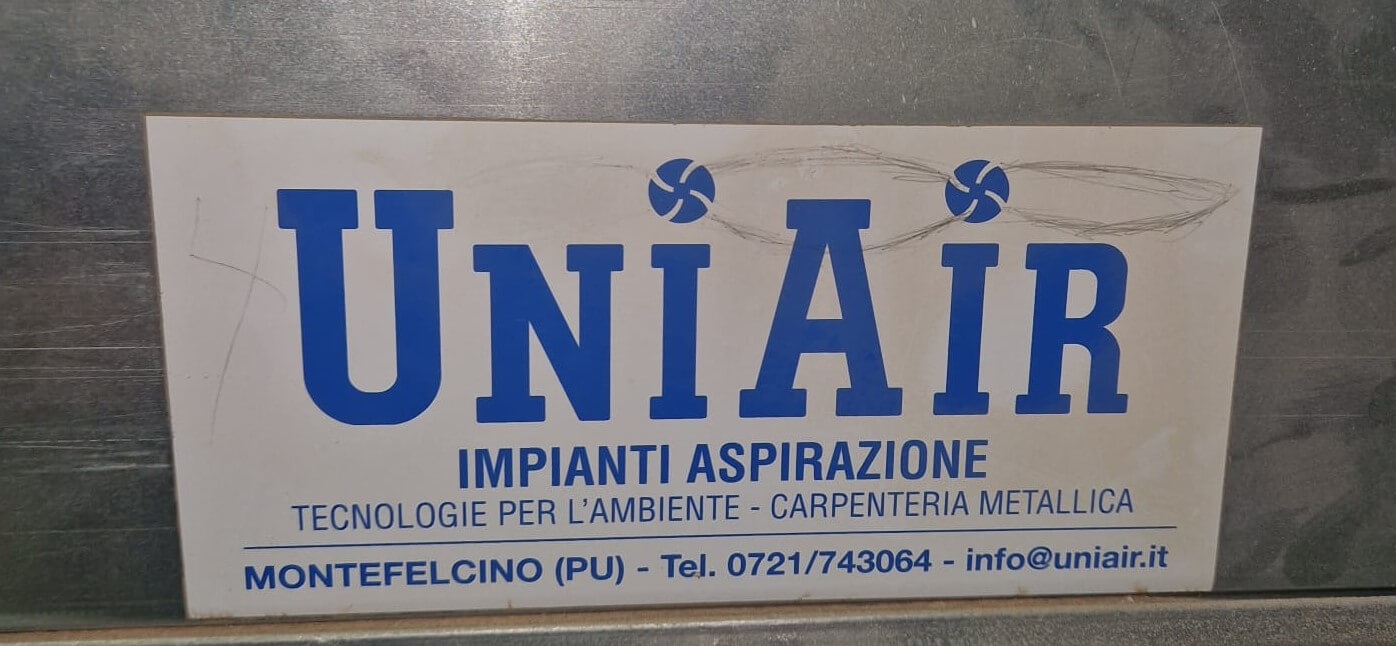 UNIAIR
IMPIANTI ASPIRAZIONE
TECNOLOGIE PER L'AMBIENTE - CARPENTERIA METALLICA
MONTEFELCINO (PU) - Tel. 0721/743064 - info@uniair.it